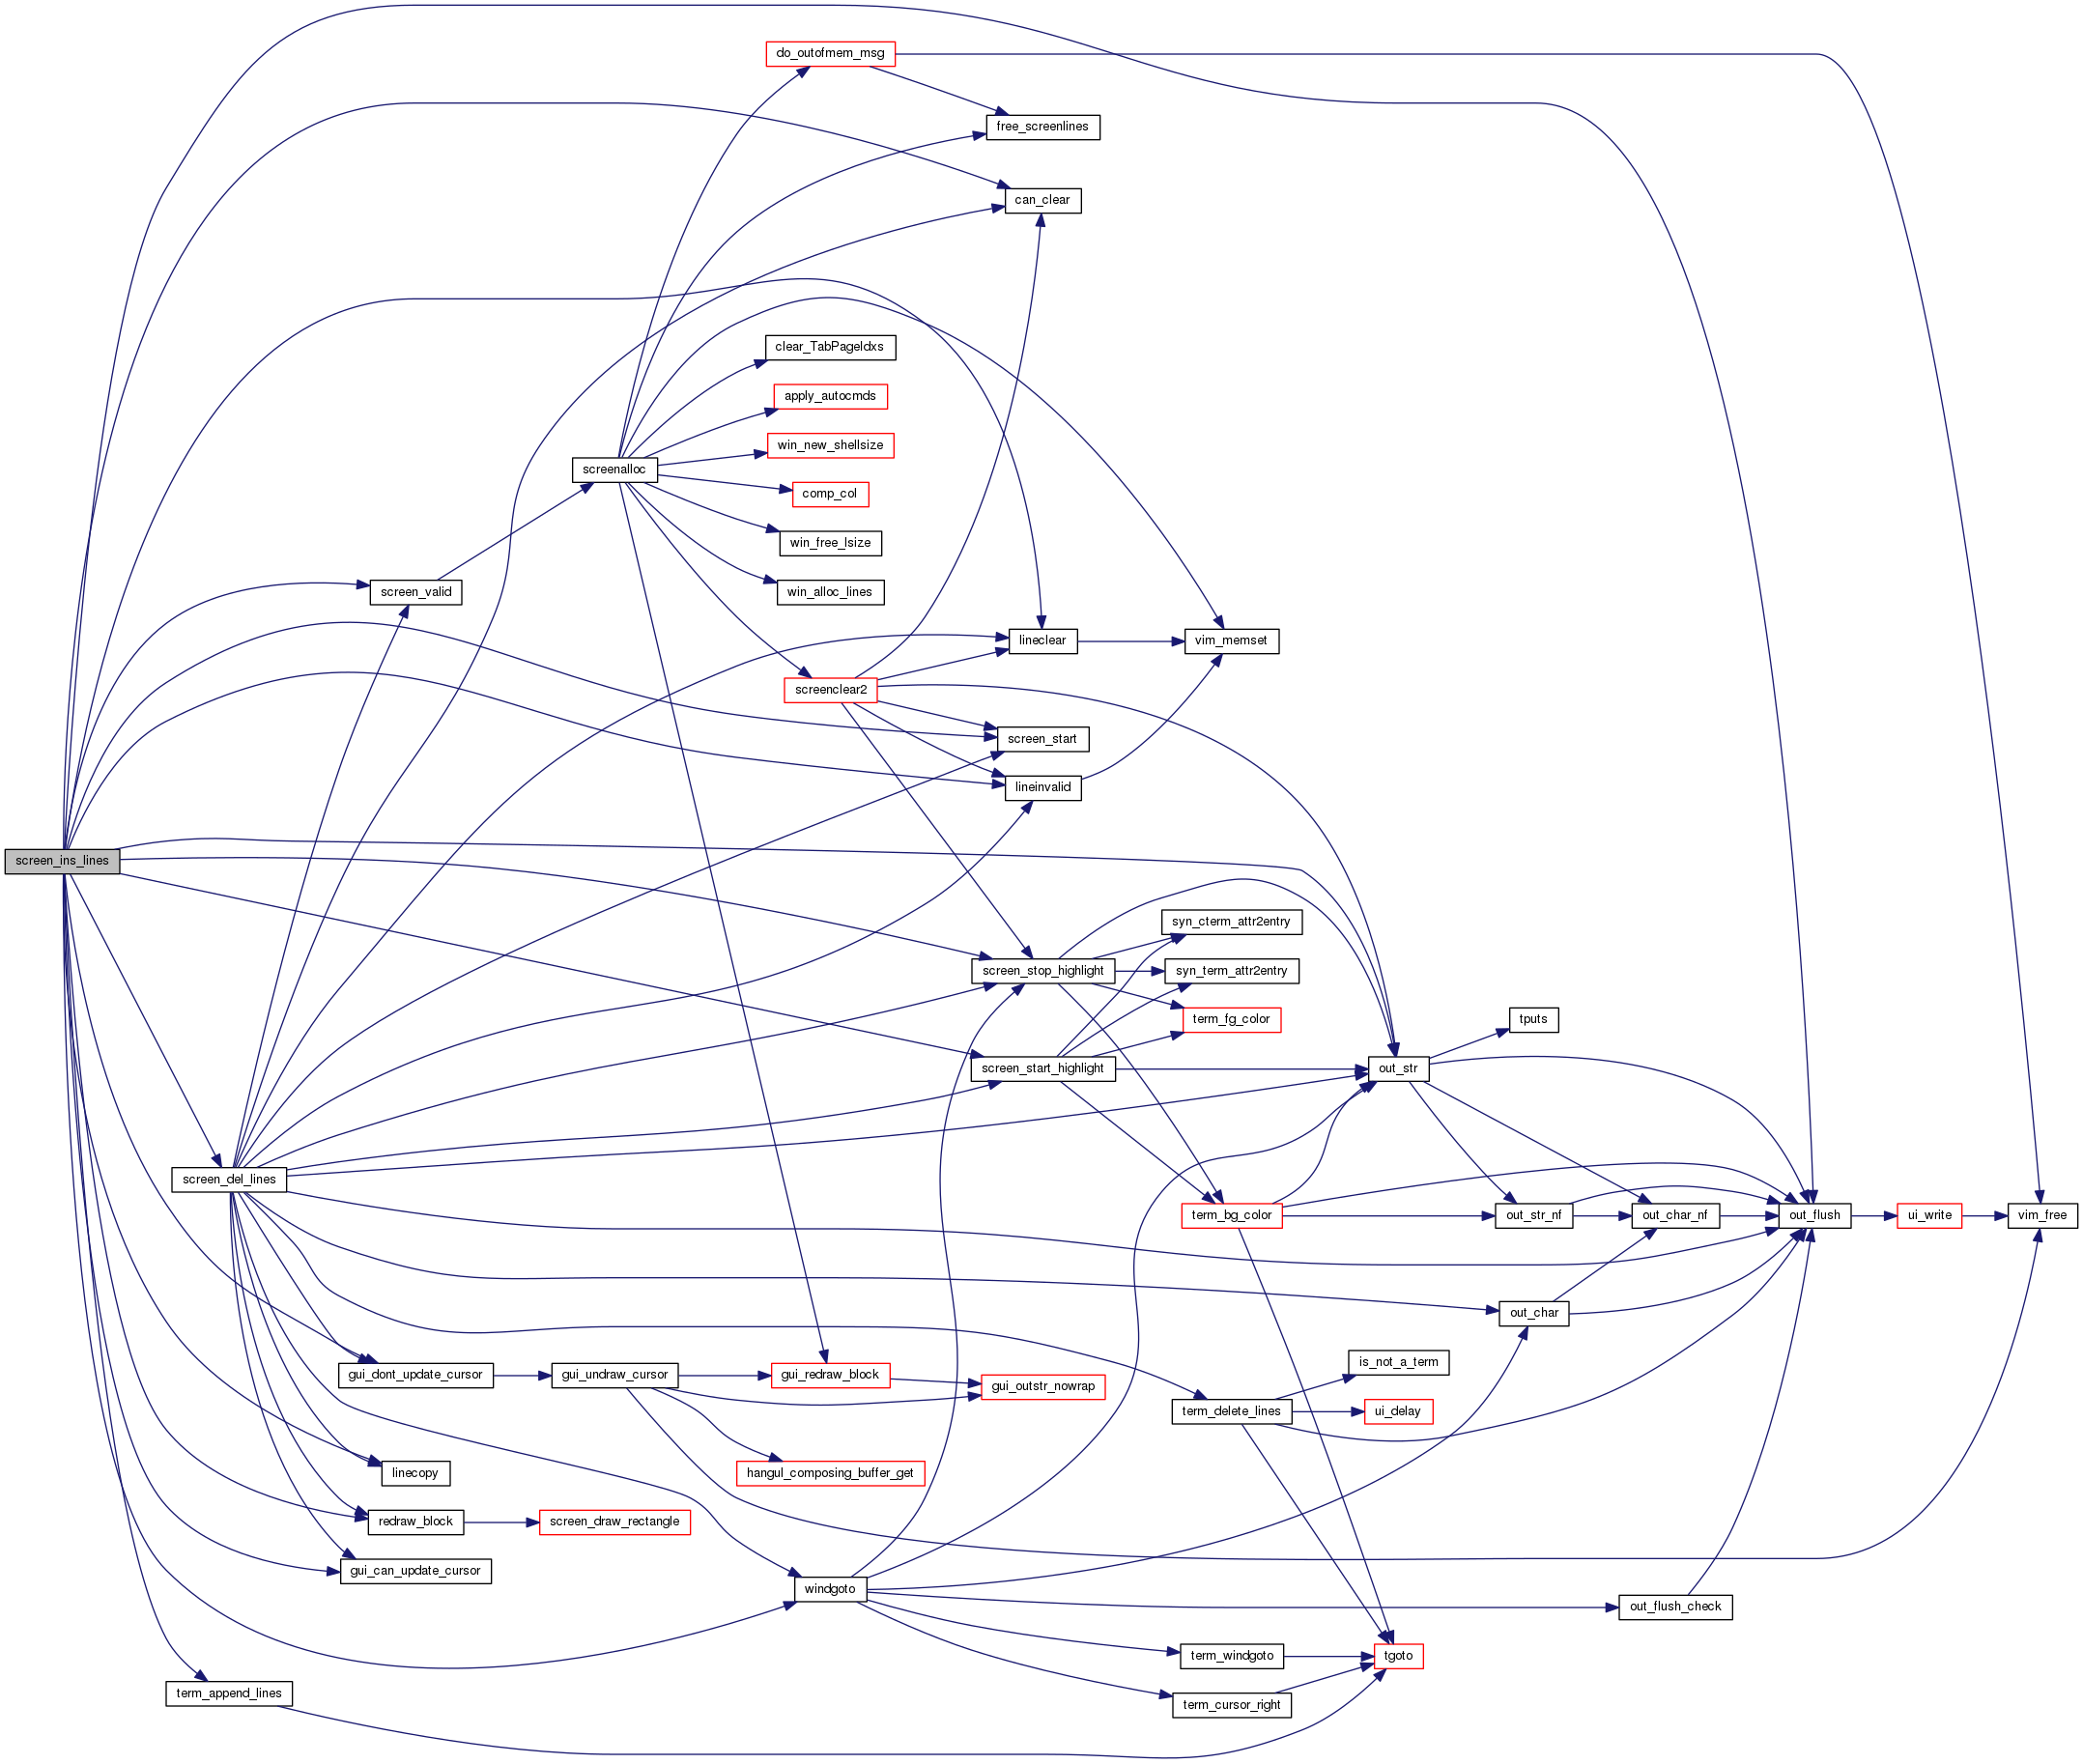 do_outofmem_msg
free_screenlines
can_clear
clear_TabPageIdxs
apply_autocmds
win_new_shellsize
screenalloc
comp_col
win_free_lsize
screen_valid
win_alloc_lines
lineclear
vim_memset
screenclear2
screen_start
lineinvalid
screen_ins_lines
syn_cterm_attr2entry
screen_stop_highlight
syn_term_attr2entry
term_fg_color
tputs
screen_start_highlight
out_str
screen_del_lines
term_bg_color
out_str_nf
out_char_nf
out_flush
ui_write
vim_free
out_char
is_not_a_term
gui_dont_update_cursor
gui_undraw_cursor
gui_redraw_block
gui_outstr_nowrap
term_delete_lines
ui_delay
linecopy
hangul_composing_buffer_get
redraw_block
screen_draw_rectangle
gui_can_update_cursor
windgoto
out_flush_check
term_windgoto
tgoto
term_append_lines
term_cursor_right